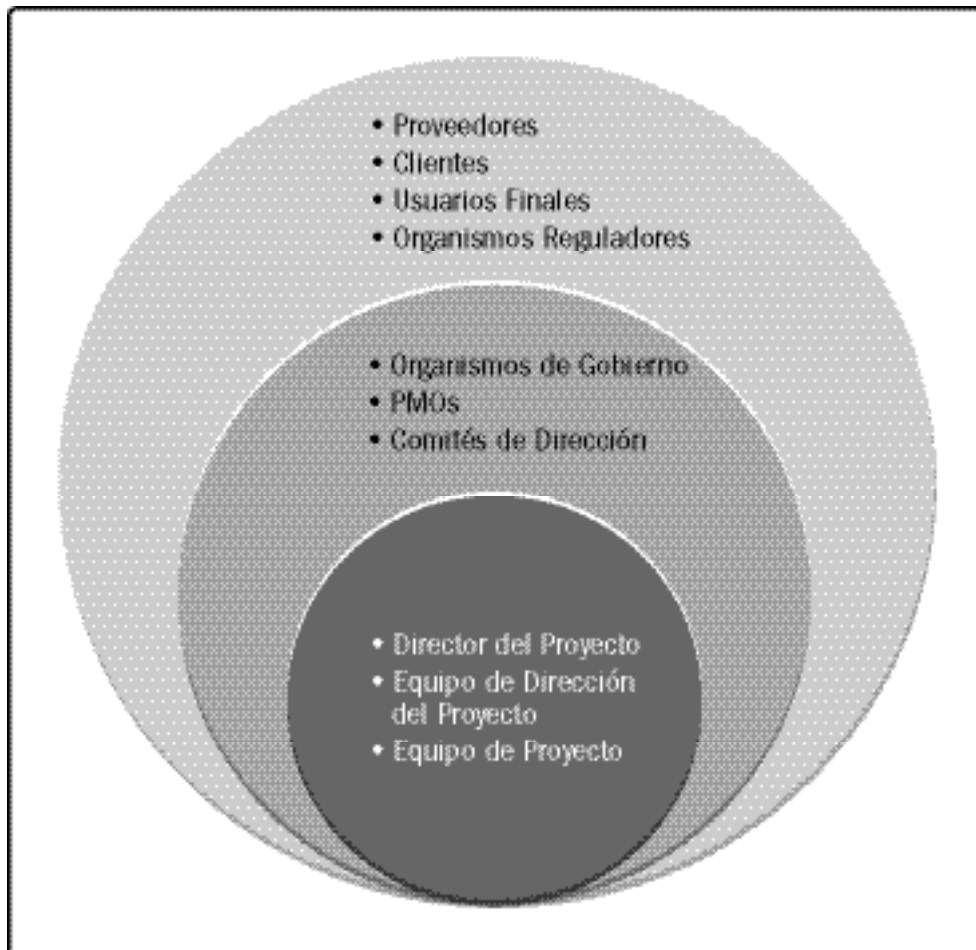 • Proveedores
• Clientes
• Usuarios Finales
• Organismos Reguladores
• Organismos de Gobierno
• PMOs
• Comités de Dirección
• Director del Proyecto
• Equipo de Dirección
del Proyecto
• Equipo de Proyecto